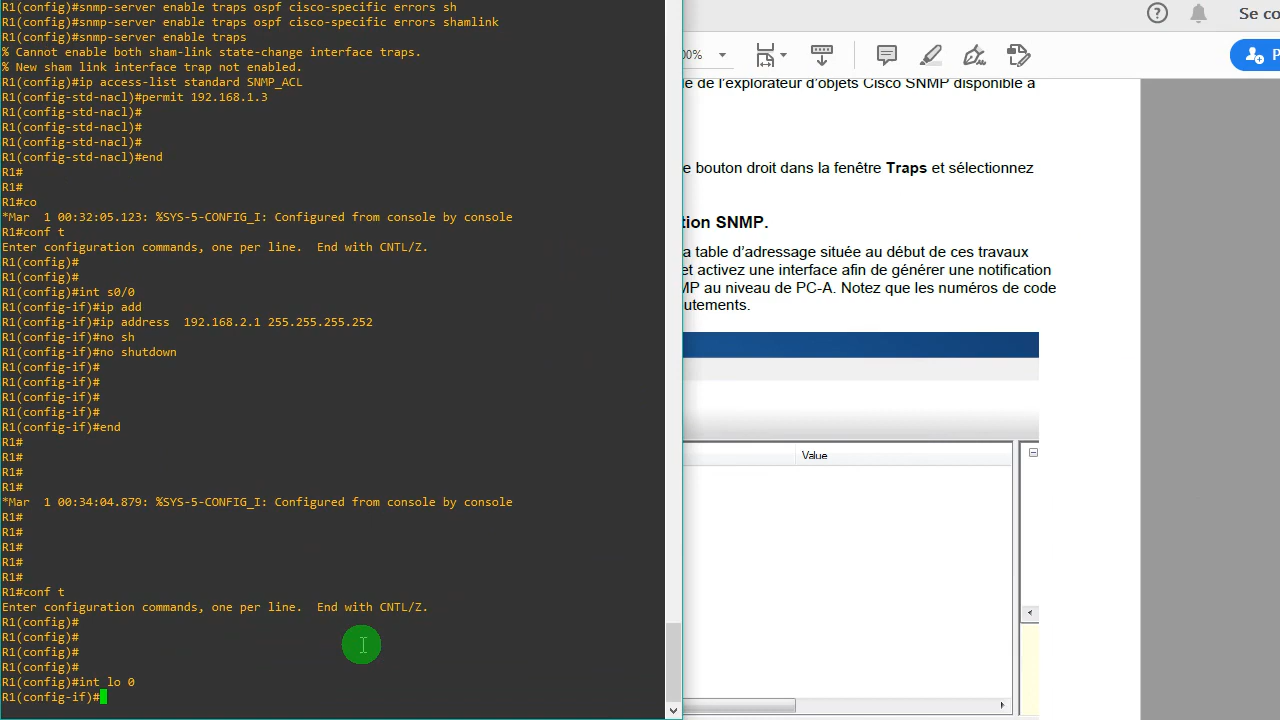 R1(config)#snmp-server enable traps ospf cisco-specific errors sh
R1(config)#snmp-server enable traps ospf cisco-specific errors shamlink
R1(config)#snmp-server enable traps
% Cannot enable both sham-link state-change interface traps.
% New sham link interface trap not enabled.
R1(config)#ip access-list standard SNMP_ACL
R1(config-std-nacl)#permit 192.168.1.3
R1(config-std-nacl)#
R1(config-std-nacl)#
R1(config-std-nacl)#
R1(config-std-nacl)#end
R1#
R1#
R1#co
*Mar  1 00:32:05.123: %SYS-5-CONFIG_I: Configured from console by console
R1#conf t
Enter configuration commands, one per line.  End with CNTL/Z.
R1(config)#
R1(config)#
R1(config)#int s0/0
R1(config-if)#ip add
R1(config-if)#ip address  192.168.2.1 255.255.255.252
R1(config-if)#no sh
R1(config-if)#no shutdown
R1(config-if)#
R1(config-if)#
R1(config-if)#
R1(config-if)#
R1(config-if)#end
R1#
R1#
R1#
R1#
*Mar  1 00:34:04.879: %SYS-5-CONFIG_I: Configured from console by console
R1#
R1#
R1#
R1#
R1#
R1#conf t
Enter configuration commands, one per line.  End with CNTL/Z.
R1(config)#
R1(config)#
R1(config)#
R1(config)#
R1(config)#int lo 0
R1(config-if)#
Se co
00%
P
le de l'explorateur d'objets Cisco SNMP disponible à
e bouton droit dans la fenêtre Traps et sélectionnez
tion SNMP.
a table d'adressage située au début de ces travaux
et activez une interface afin de générer une notification
MP au niveau de PC-A. Notez que les numéros de code
outements.
Value